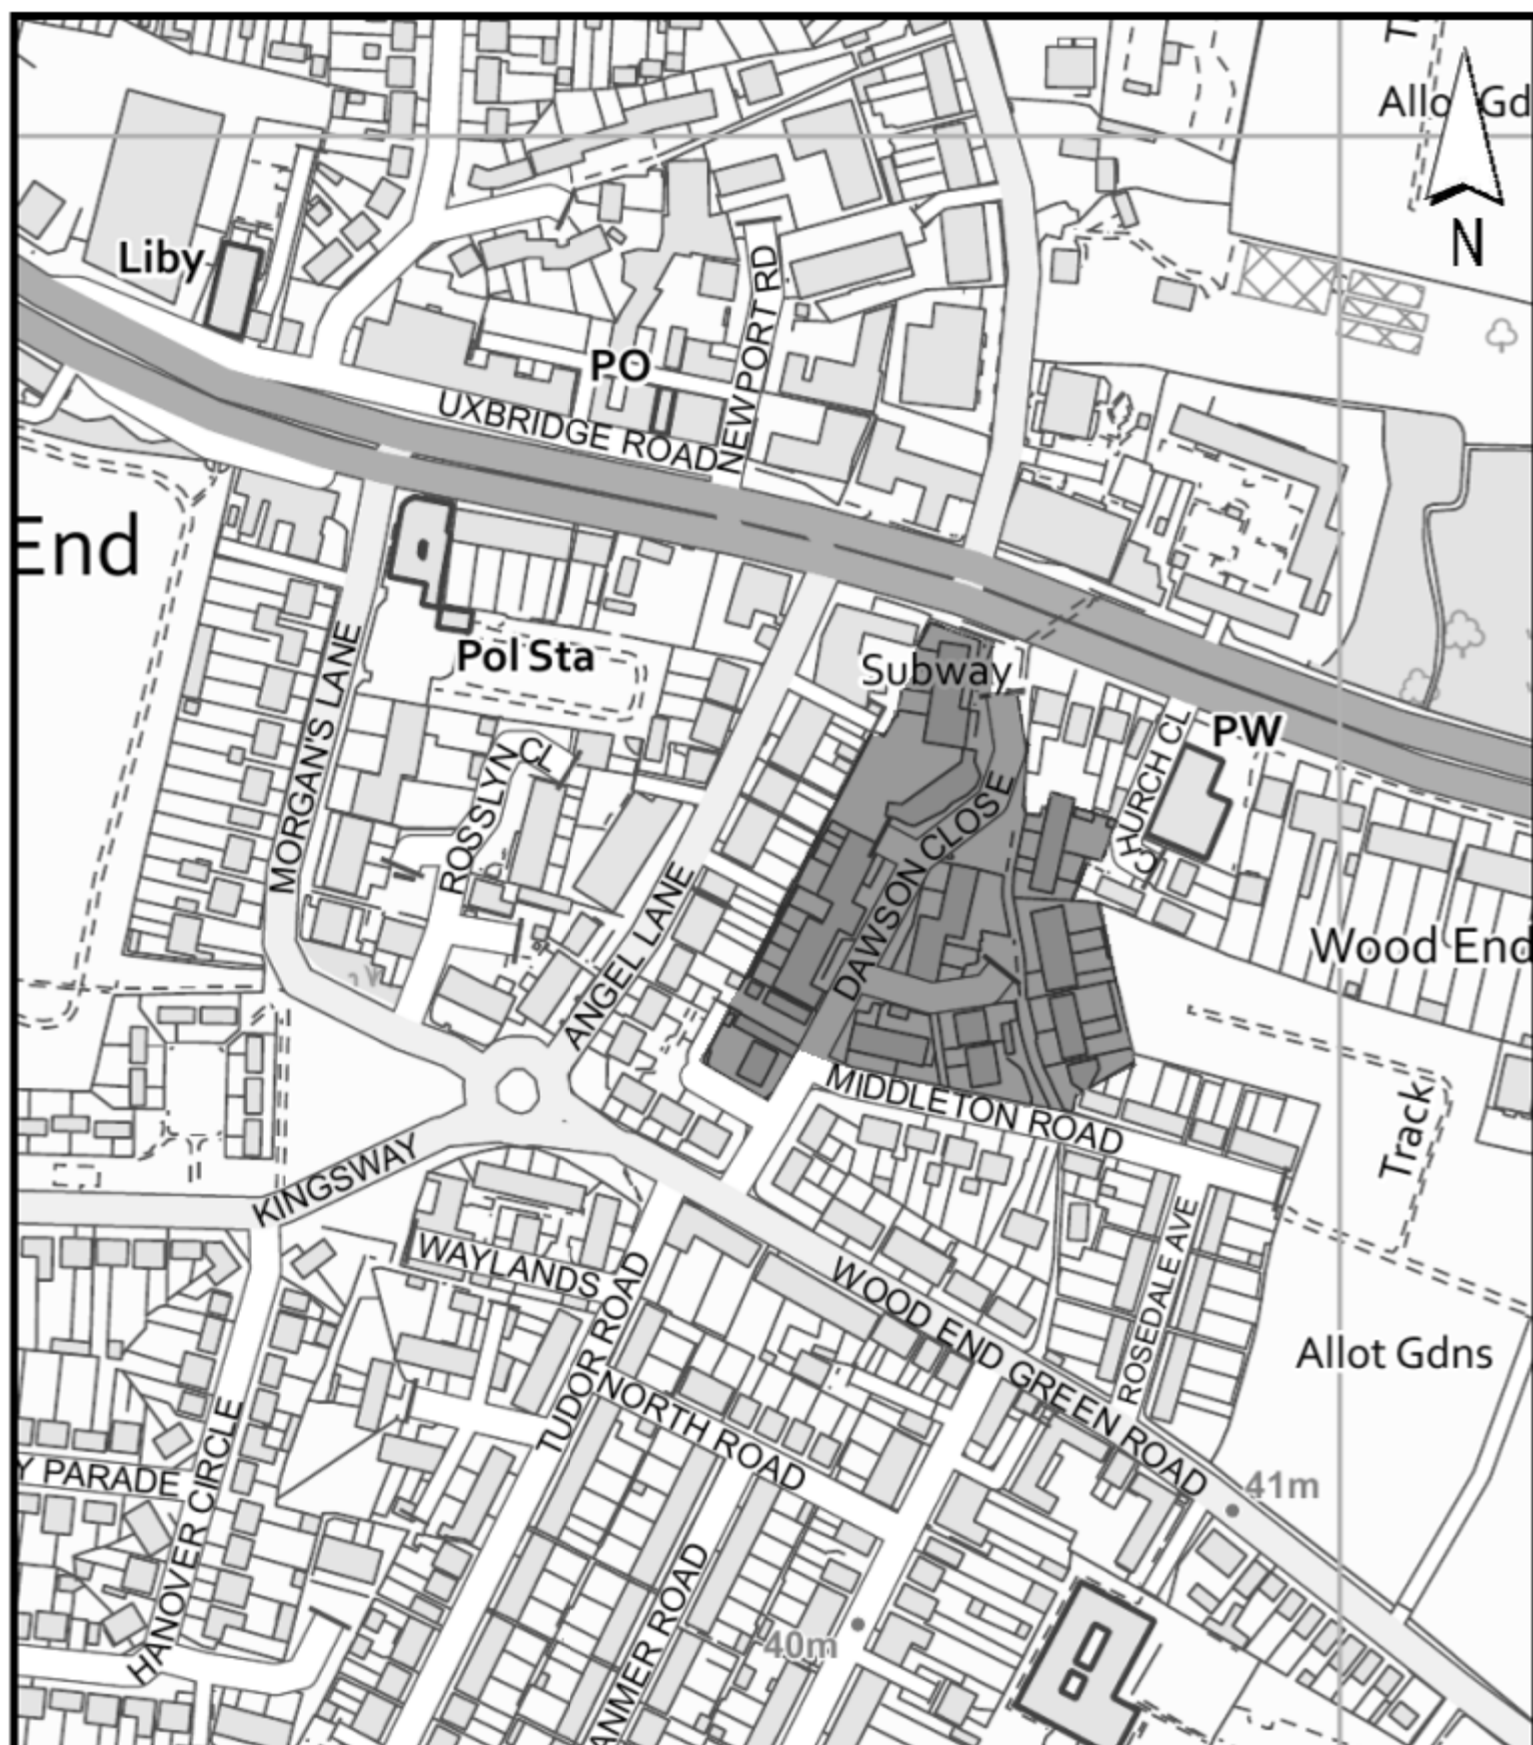 Allo Gd
N
Liby
NEWPORT RD
PO
UXBRIDGE ROAD
End
Pol Sta
Subway
MORGAN'S LANE
ROSSLYN CL
PW
CHURCH CL
DAWSON CLOSE
ANGEL LANE
Wood End
MIDDLETON ROAD
Track
KINGSWAY
WAYLANDS
TUDOR ROAD
WOOD END GREEN ROAD
ROSEDALE AVE
Allot Gdns
NORTH ROAD
Y PARADE
HANOVER CIRCLE
41m
40m
ANMER ROAD